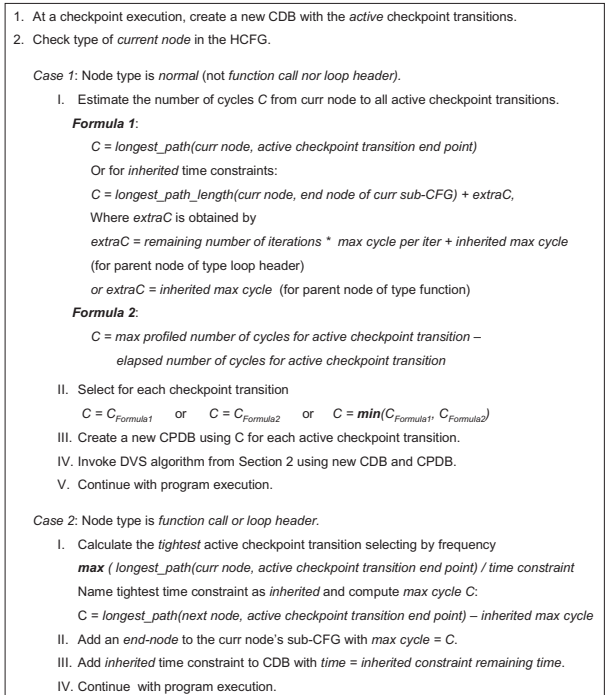 1. At a checkpoint execution, create a new CDB with the active checkpoint transitions.
2. Check type of current node in the HCFG.
Case 1: Node type is normal (not function call nor loop header).
I. Estimate the number of cycles C from curr node to all active checkpoint transitions.
Formula 1:
C = longest_path(curr node, active checkpoint transition end point)
Or for inherited time constraints:
C = longest_path_length(curr node, end node of curr sub-CFG) + extraC,
Where extraC is obtained by
extraC = remaining number of iterations * max cycle per iter + inherited max cycle
(for parent node of type loop header)
or extraC = inherited max cycle (for parent node of type function)
Formula 2:
C = max profiled number of cycles for active checkpoint transition –
elapsed number of cycles for active checkpoint transition
II. Select for each checkpoint transition
C = C_Formula1 or C = C_Formula2 or C = min(C_Formula1, C_Formula2)
III. Create a new CPDB using C for each active checkpoint transition.
IV. Invoke DVS algorithm from Section 2 using new CDB and CPDB.
V. Continue with program execution.
Case 2: Node type is function call or loop header.
I. Calculate the tightest active checkpoint transition selecting by frequency
max ( longest_path(curr node, active checkpoint transition end point) / time constraint
Name tightest time constraint as inherited and compute max cycle C:
C = longest_path(next node, active checkpoint transition end point) – inherited max cycle
II. Add an end-node to the curr node's sub-CFG with max cycle = C.
III. Add inherited time constraint to CDB with time = inherited constraint remaining time.
IV. Continue with program execution.